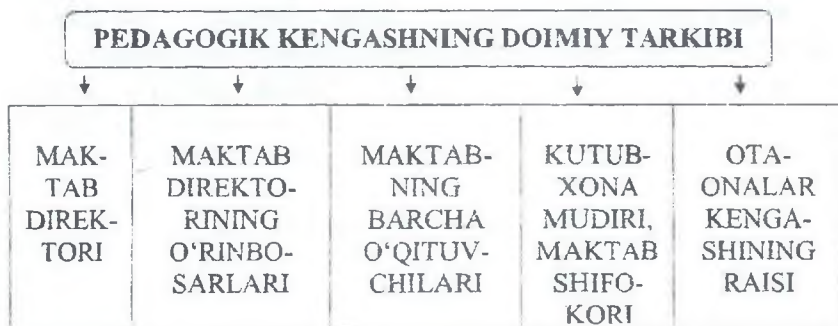 PEDAGOGIK KENGASHNING DOIMIY TARKIBI
MAK-
TAB
DIREK-
TORI
MAKTAB
DIREKTO-
RINING
O‘RINBO-
SARLARI
MAKTAB-
NING
BARCHA
O‘QITUV-
CHILARI
KUTUB-
XONA
MUDIRI,
MAKTAB
SHIFO-
KORI
OTA-
ONALAR
KENGA-
SHINING
RAISI